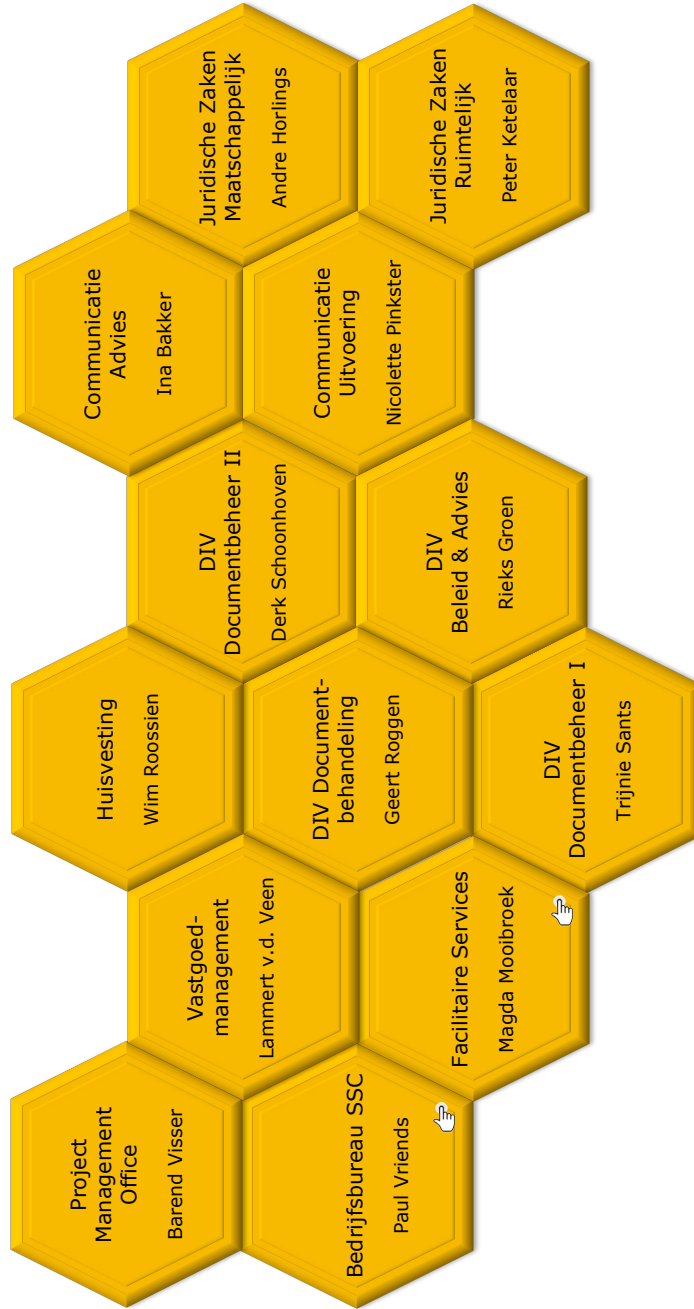 Project
Management
Office
Barend Visser
Huisvesting
Wim Roossien
Communicatie
Advies
Ina Bakker
Vastgoed-
management
Lammert v.d. Veen
DIV
Documentbeheer II
Derk Schoonhoven
Juridische Zaken
Maatschappelijk
Andre Horlings
Bedrijfsbureau SSC
Paul Vriends
DIV Document-
behandeling
Geert Roggen
Communicatie
Uitvoering
Nicolette Pinkster
Facilitaire Services
Magda Mooibroek
DIV
Beleid & Advies
Rieks Groen
Juridische Zaken
Ruimtelijk
Peter Ketelaar
DIV
Documentbeheer I
Trijnie Sants